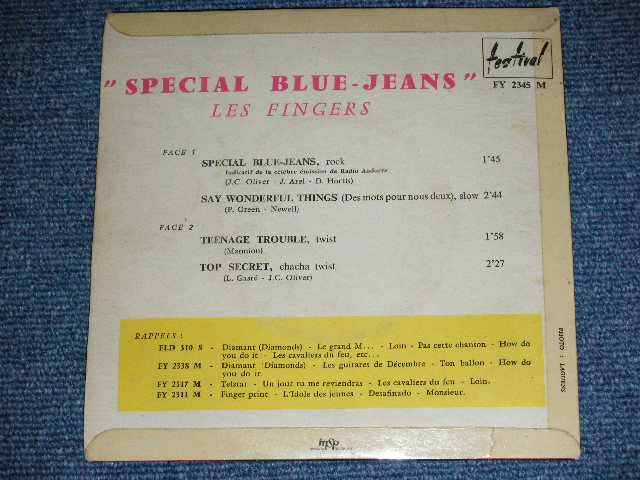 festival
FY 2345 M
" SPECIAL BLUE-JEANS "
LES FINGERS
FACE 1
SPECIAL BLUE-JEANS, rock 1'45
Indicatif de la célèbre émission de Radio Andorre
(J.C. Oliver - J. Arel - D. Hortis)
SAY WONDERFUL THINGS (Des mots pour nous deux), slow 2'44
(P. Green - Newell)
FACE 2
TEENAGE TROUBLE, twist 1'58
(Mannion)
TOP SECRET, chacha twist 2'27
(L. Gasté - J.C. Oliver)
RAPPELS :
FLD 310 S - Diamant (Diamonds) - Le grand M... - Loin - Pas cette chanson - How do
you do it - Les cavaliers du feu, etc...
FY 2338 M - Diamant (Diamonds) - Les guitares de Décembre - Ton ballon - How do
you do it.
FY 2317 M - Telstar - Un jour tu me reviendras - Les cavaliers du feu - Loin.
FY 2311 M - Finger print - L'Idole des jeunes - Desafinado - Monsieur.
PHOTO :
msp